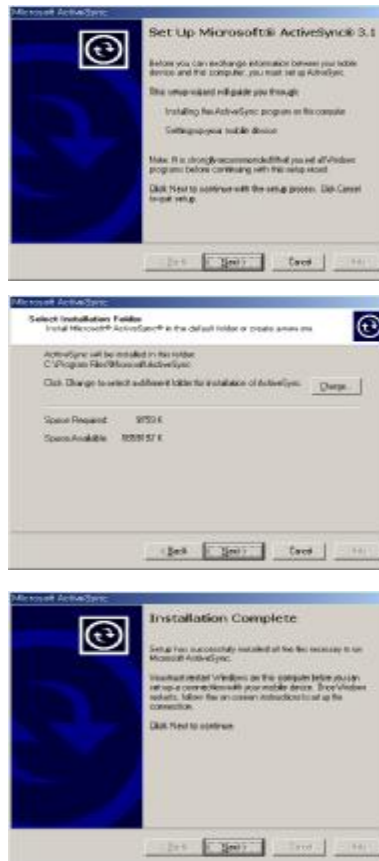 Microsoft ActiveSync
Set Up Microsoft® ActiveSync® 3.1
Before you can exchange information between your mobile
device and this computer, you must set up ActiveSync.
This setup wizard will guide you through:
Installing the ActiveSync program on this computer
Setting up your mobile device
Note: It is strongly recommended that you exit all Windows
programs before continuing with this setup wizard.
Click Next to continue with the setup process. Click Cancel
to quit setup.
< Back
Next >
Cancel
Microsoft ActiveSync
Select Installation Folder
Install Microsoft® ActiveSync® in the default folder or create a new one.
ActiveSync will be installed in this folder:
C:\Program Files\Microsoft ActiveSync
Click Change to select a different folder for installation of ActiveSync.
Change...
Space Required: K
Space Available: K
< Back
Next >
Cancel
Microsoft ActiveSync
Installation Complete
Setup has successfully installed all the files necessary to run
Microsoft ActiveSync.
You must restart Windows on this computer before you can
set up a connection with your mobile device. Once Windows
restarts, follow the on-screen instructions to set up the
connection.
Click Next to continue.
< Back
Next >
Cancel